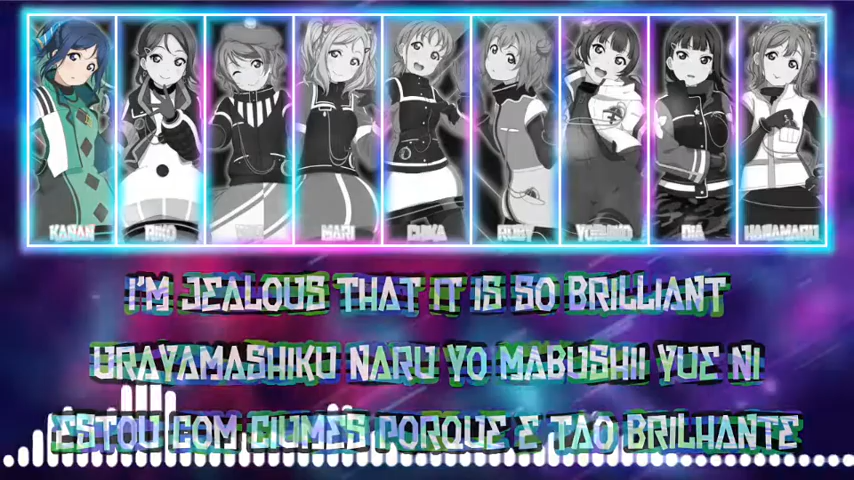 KANAN RIKO YOU MARI CHIKA RUBY YOSHIKO DIA HANAMARU
I'M JEALOUS THAT IT IS SO BRILLIANT
URAYAMASHIKU NARU YO MABUSHII YUE NI
ESTOU COM CIUMES PORQUE E TAO BRILHANTE